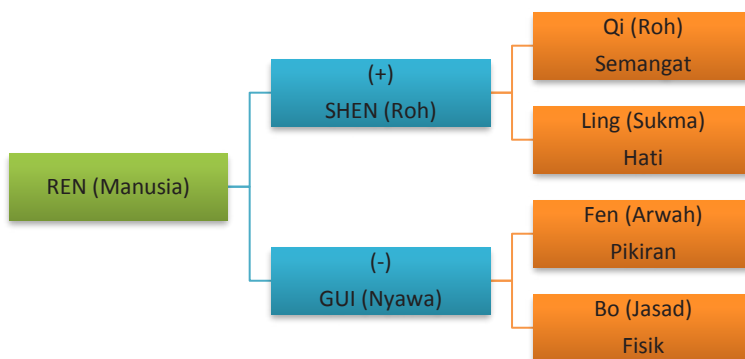 REN (Manusia)
(+)
SHEN (Roh)
(-)
GUI (Nyawa)
Qi (Roh)
Semangat
Ling (Sukma)
Hati
Fen (Arwah)
Pikiran
Bo (Jasad)
Fisik